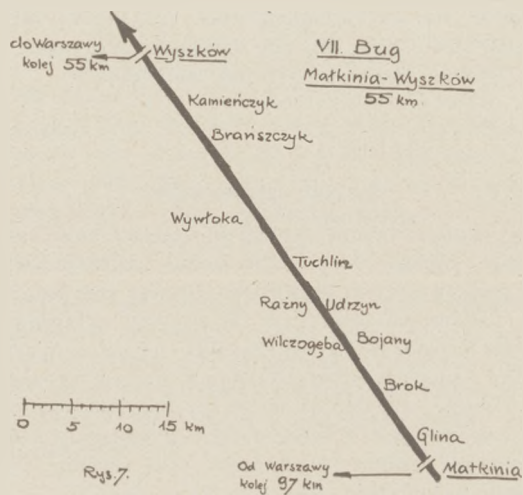 VII. Bug
Małkinia-Wyszków
55 km.
do Warszawy
kolej 55 km
Wyszków
Kamieńczyk
Brańszczyk
Wywłoka
Tuchlin
Rażny
Udrzyn
Wilczogęba
Bojany
Brok
Glina
Małkinia
Od Warszawy
kolej 97 km
0 5 10 15 km
Rys. 7.